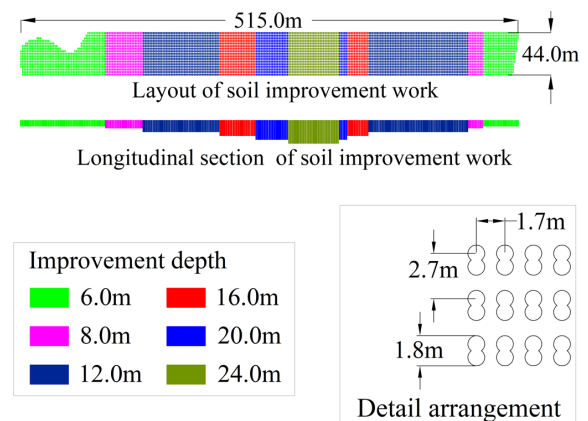 515.0m
44.0m
Layout of soil improvement work
Longitudinal section of soil improvement work
Improvement depth
6.0m 16.0m
8.0m 20.0m
12.0m 24.0m
1.7m
2.7m
1.8m
Detail arrangement